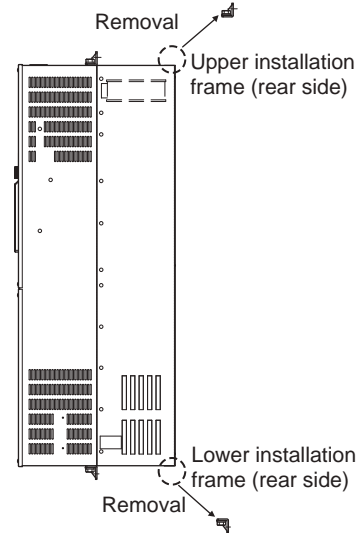 Removal
Upper installation
frame (rear side)
Lower installation
frame (rear side)
Removal